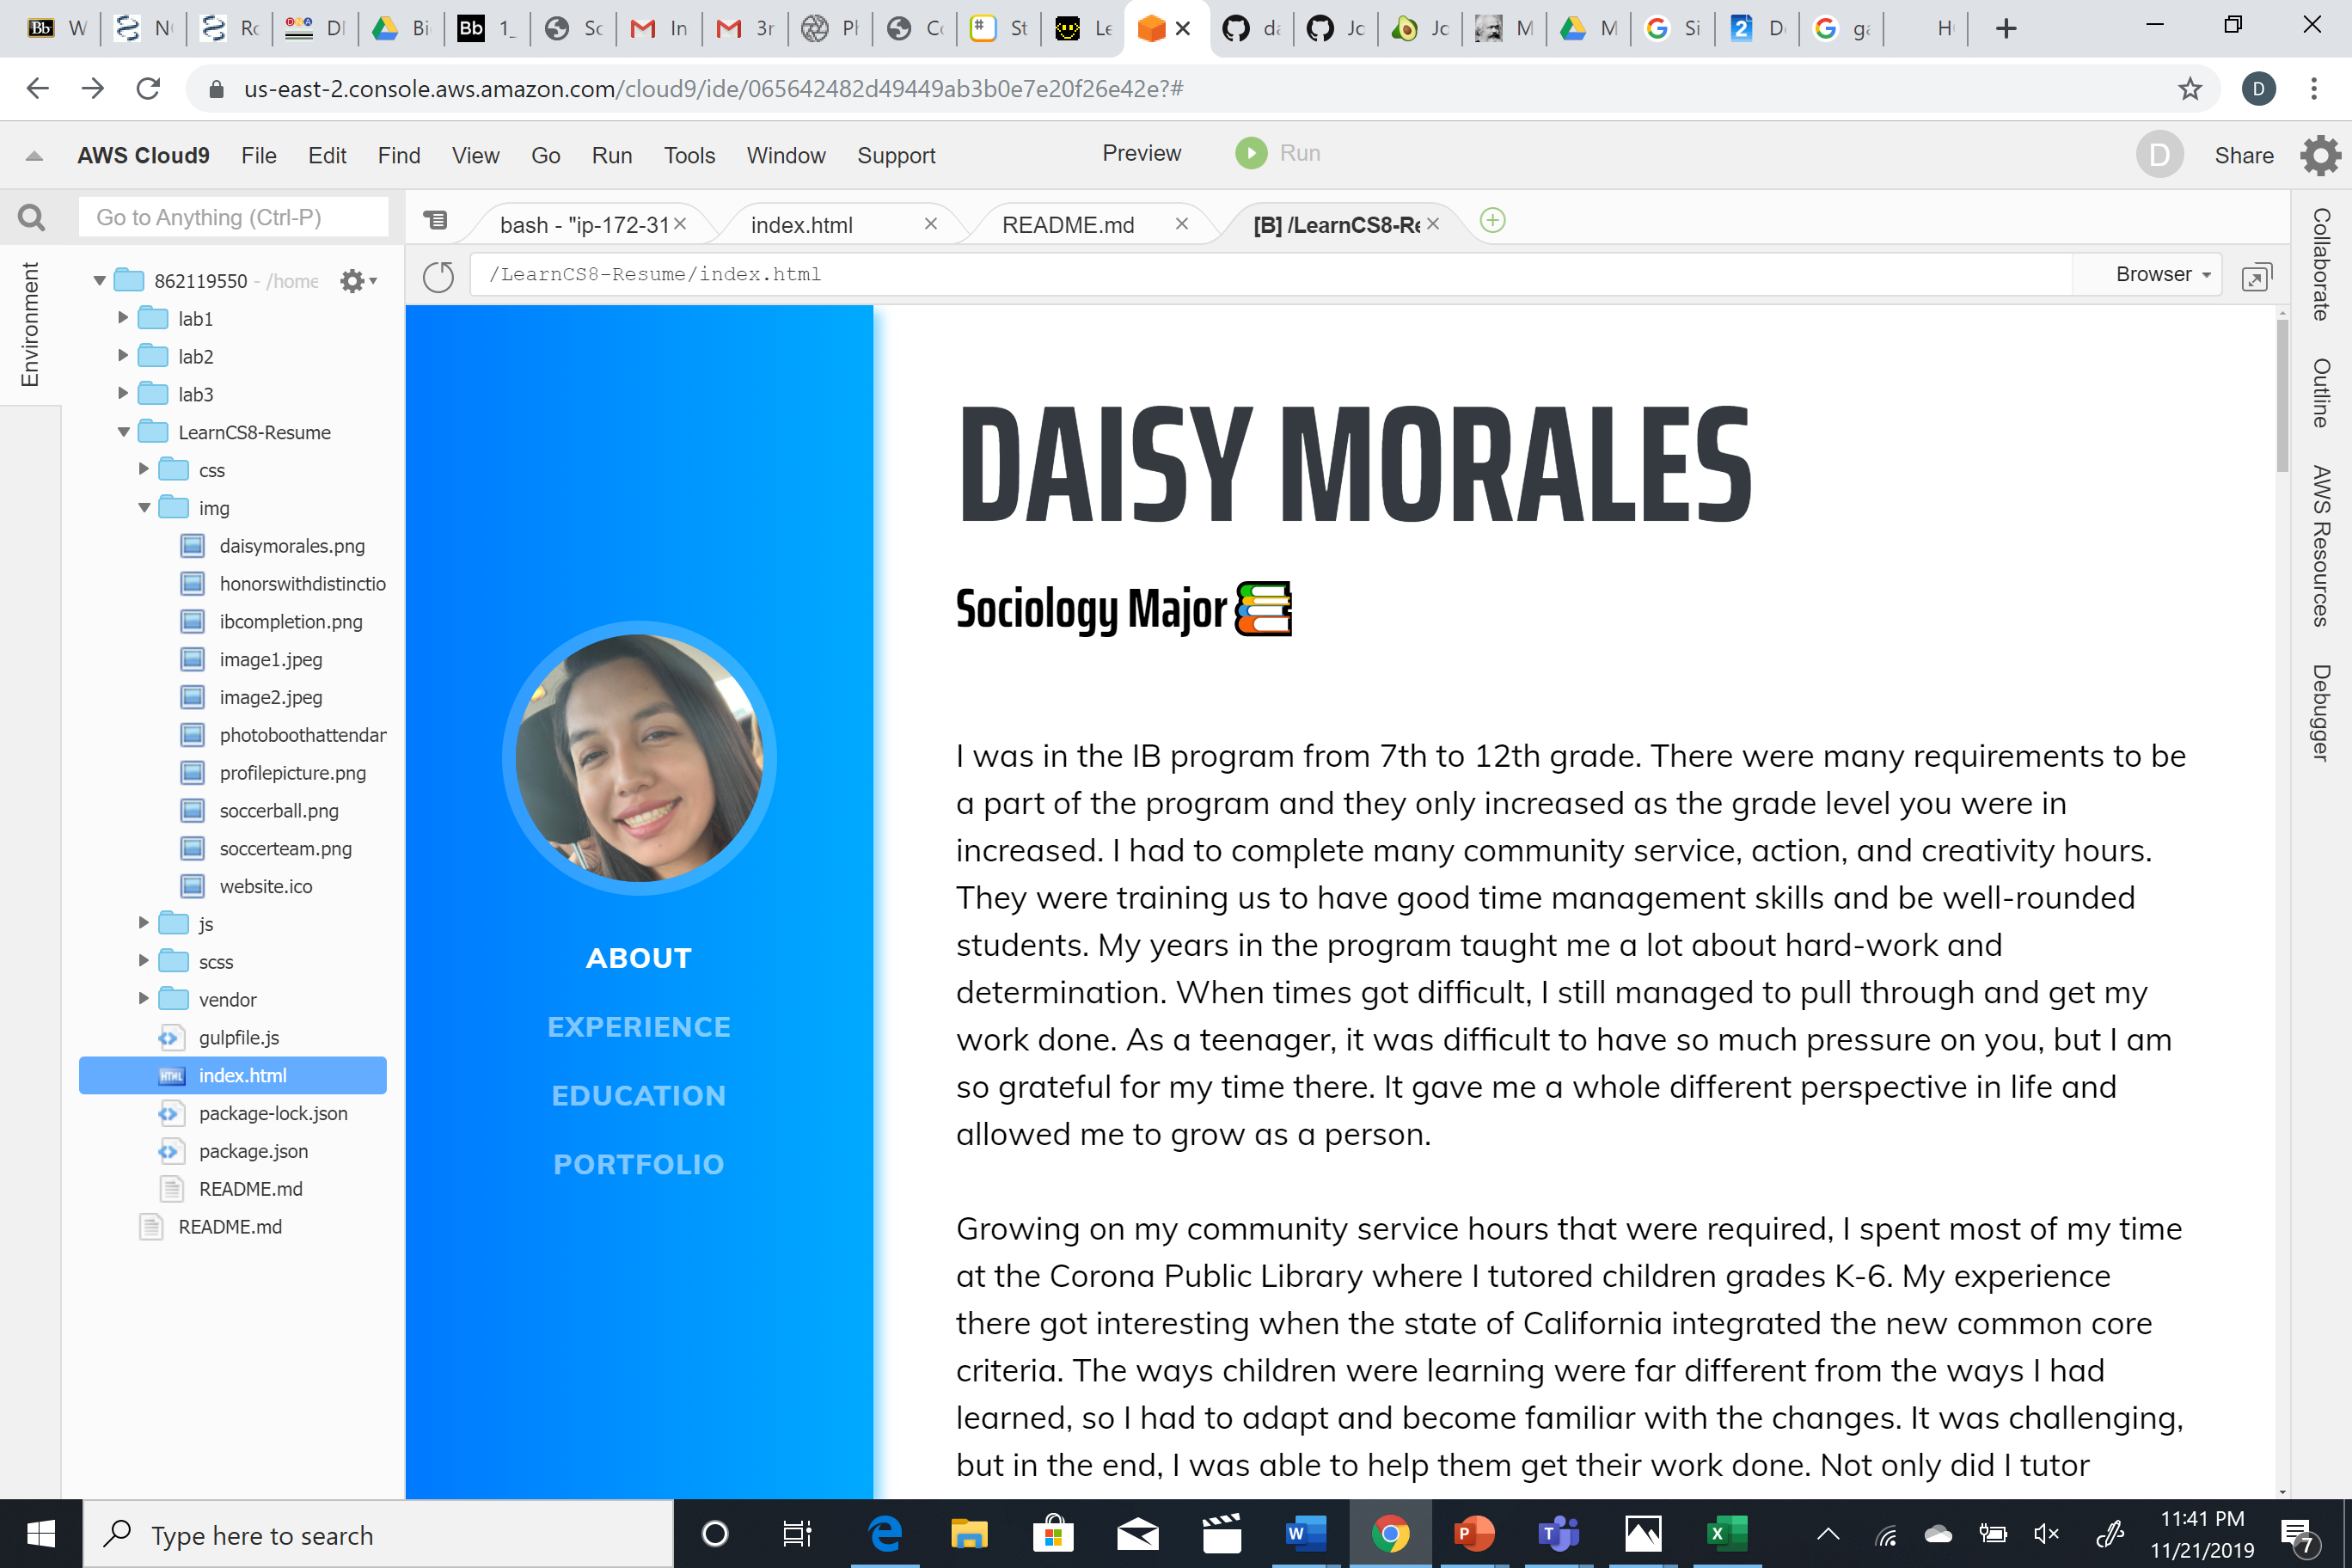 W NO Ro DN Bi 1_ Sc In 3r Ph Co St Le da Jo Jo M M Si D ga H
us-east-2.console.aws.amazon.com/cloud9/ide/065642482d49449ab3b0e7e20f26e42e?#
D
AWS Cloud9 File Edit Find View Go Run Tools Window Support Preview Run D Share
Go to Anything (Ctrl-P)
bash - "ip-172-31 index.html README.md [B] /LearnCS8-Re
/LearnCS8-Resume/index.html Browser
Environment
862119550 - /home
lab1
lab2
lab3
LearnCS8-Resume
css
img
daisymorales.png
honorswithdistinctio
ibcompletion.png
image1.jpeg
image2.jpeg
photoboothattendar
profilepicture.png
soccerball.png
soccerteam.png
website.ico
js
scss
vendor
gulpfile.js
index.html
package-lock.json
package.json
README.md
README.md
ABOUT
EXPERIENCE
EDUCATION
PORTFOLIO
DAISY MORALES
Sociology Major
I was in the IB program from 7th to 12th grade. There were many requirements to be
a part of the program and they only increased as the grade level you were in
increased. I had to complete many community service, action, and creativity hours.
They were training us to have good time management skills and be well-rounded
students. My years in the program taught me a lot about hard-work and
determination. When times got difficult, I still managed to pull through and get my
work done. As a teenager, it was difficult to have so much pressure on you, but I am
so grateful for my time there. It gave me a whole different perspective in life and
allowed me to grow as a person.
Growing on my community service hours that were required, I spent most of my time
at the Corona Public Library where I tutored children grades K-6. My experience
there got interesting when the state of California integrated the new common core
criteria. The ways children were learning were far different from the ways I had
learned, so I had to adapt and become familiar with the changes. It was challenging,
but in the end, I was able to help them get their work done. Not only did I tutor
Collaborate
Outline
AWS Resources
Debugger
Type here to search
11:41 PM
11/21/2019
7